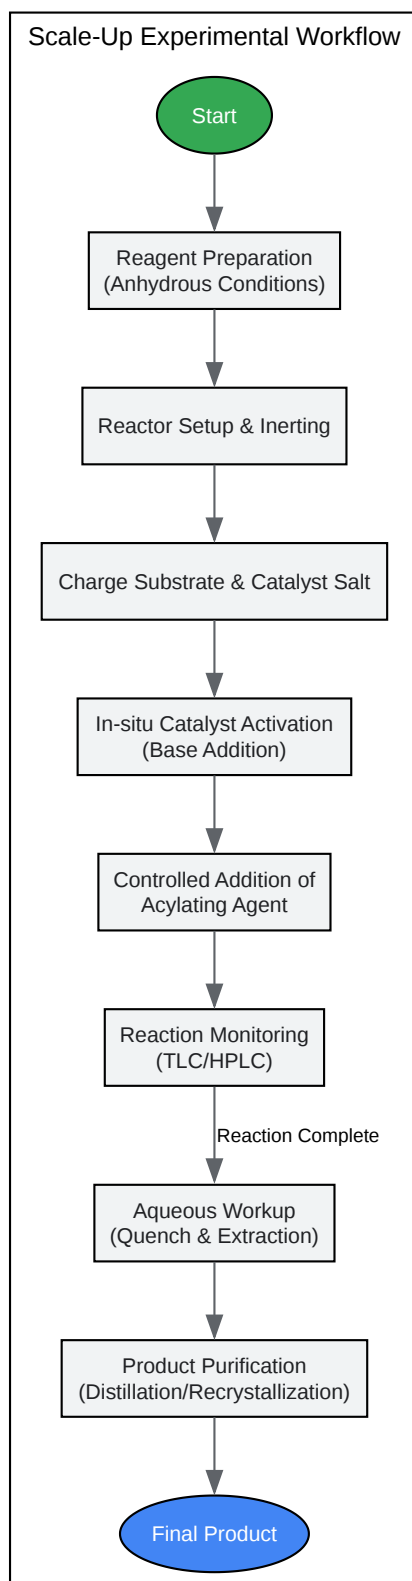 Scale-Up Experimental Workflow
Start
Reagent Preparation
(Anhydrous Conditions)
Reactor Setup & Inerting
Charge Substrate & Catalyst Salt
In-situ Catalyst Activation
(Base Addition)
Controlled Addition of
Acylating Agent
Reaction Monitoring
(TLC/HPLC)
Reaction Complete
Aqueous Workup
(Quench & Extraction)
Product Purification
(Distillation/Recrystallization)
Final Product